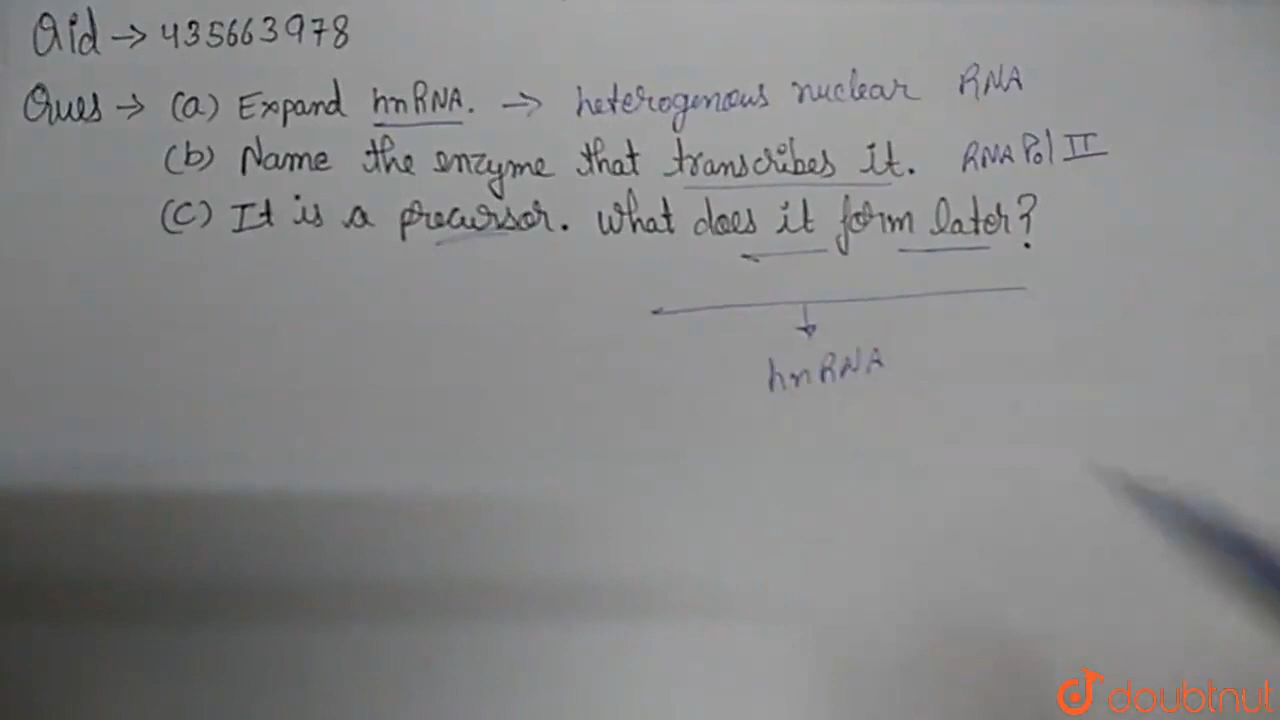 Qid → 435663978
Ques → (a) Expand hnRNA. → heterogenous nuclear RNA
(b) Name the enzyme that transcribes it. RNA Pol II
(c) It is a precursor. What does it form later?
hnRNA
doubtnut